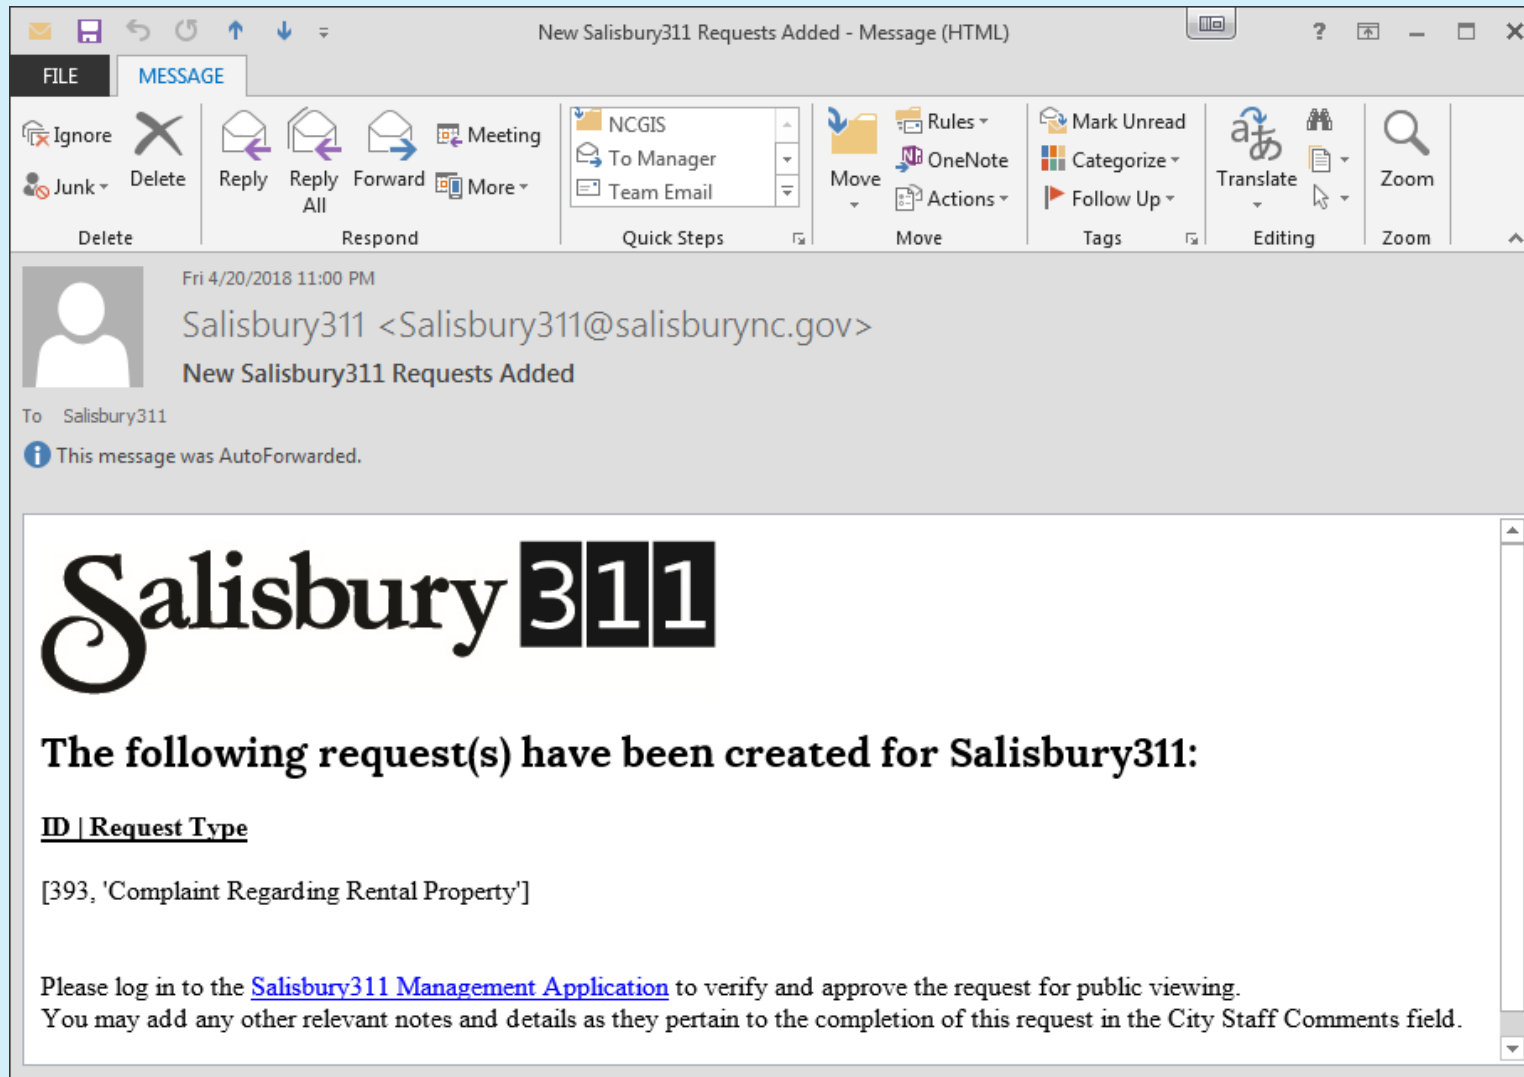 New Salisbury311 Requests Added - Message (HTML)
?
FILE MESSAGE
Ignore
Junk
Delete
Reply
Reply All
Forward
Meeting
More
NCGIS
To Manager
Team Email
Move
Rules
OneNote
Actions
Mark Unread
Categorize
Follow Up
Translate
Zoom
Delete Respond Quick Steps Move Tags Editing Zoom
Fri 4/20/2018 11:00 PM
Salisbury311 <Salisbury311@salisburync.gov>
New Salisbury311 Requests Added
To Salisbury311
This message was AutoForwarded.
Salisbury 311
The following request(s) have been created for Salisbury311:
ID | Request Type
[393, 'Complaint Regarding Rental Property']
Please log in to the Salisbury311 Management Application to verify and approve the request for public viewing.
You may add any other relevant notes and details as they pertain to the completion of this request in the City Staff Comments field.